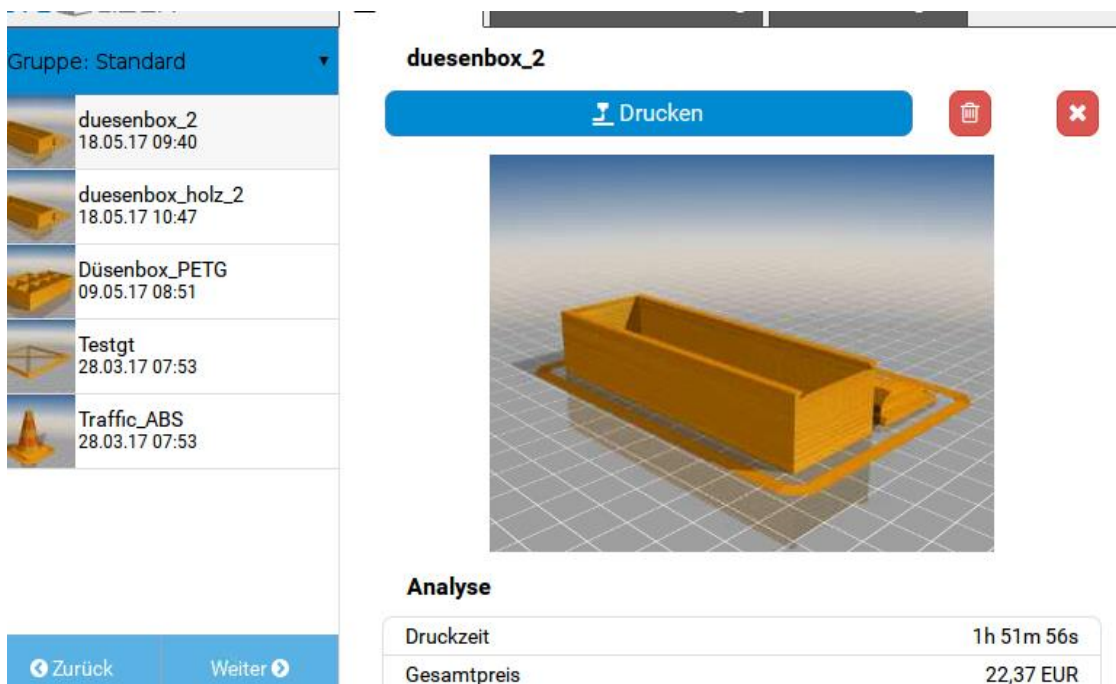 Gruppe: Standard
duesenbox_2
18.05.17 09:40
duesenbox_holz_2
18.05.17 10:47
Düsenbox_PETG
09.05.17 08:51
Testgt
28.03.17 07:53
Traffic_ABS
28.03.17 07:53
Zurück
Weiter
duesenbox_2
Drucken
Analyse
Druckzeit 1h 51m 56s
Gesamtpreis 22,37 EUR